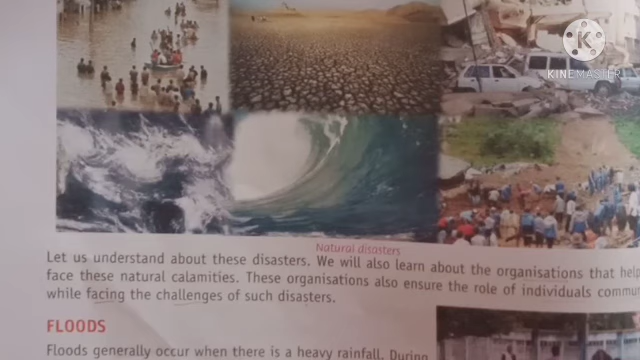 KINEMASTER
Natural disasters
Let us understand about these disasters. We will also learn about the organisations that help
face these natural calamities. These organisations also ensure the role of individuals commu
while facing the challenges of such disasters.
FLOODS
Floods generally occur when there is a heavy rainfall. During